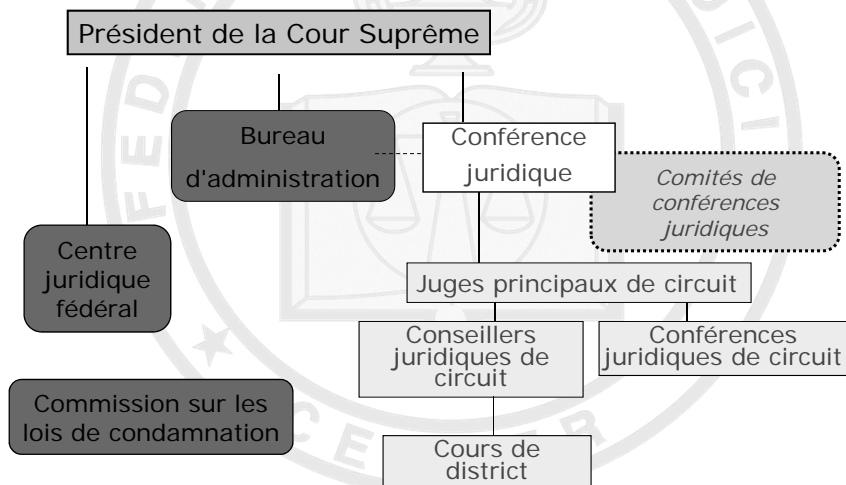 Président de la Cour Suprême
Bureau
d'administration
Conférence
juridique
Comités de
conférences
juridiques
Centre
juridique
fédéral
Juges principaux de circuit
Conseillers
juridiques de
circuit
Conférences
juridiques de circuit
Commission sur les
lois de condamnation
Cours de
district